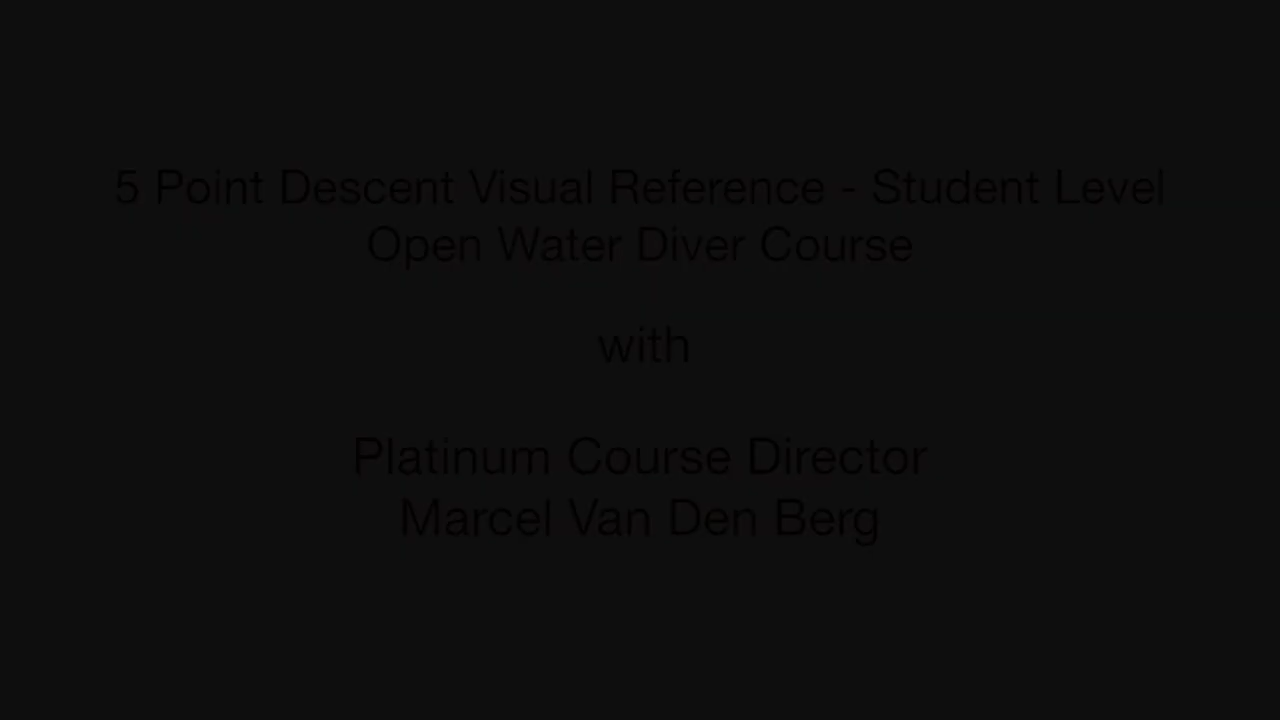 5 Point Descent Visual Reference - Student Level
Open Water Diver Course
with
Platinum Course Director
Marcel Van Den Berg